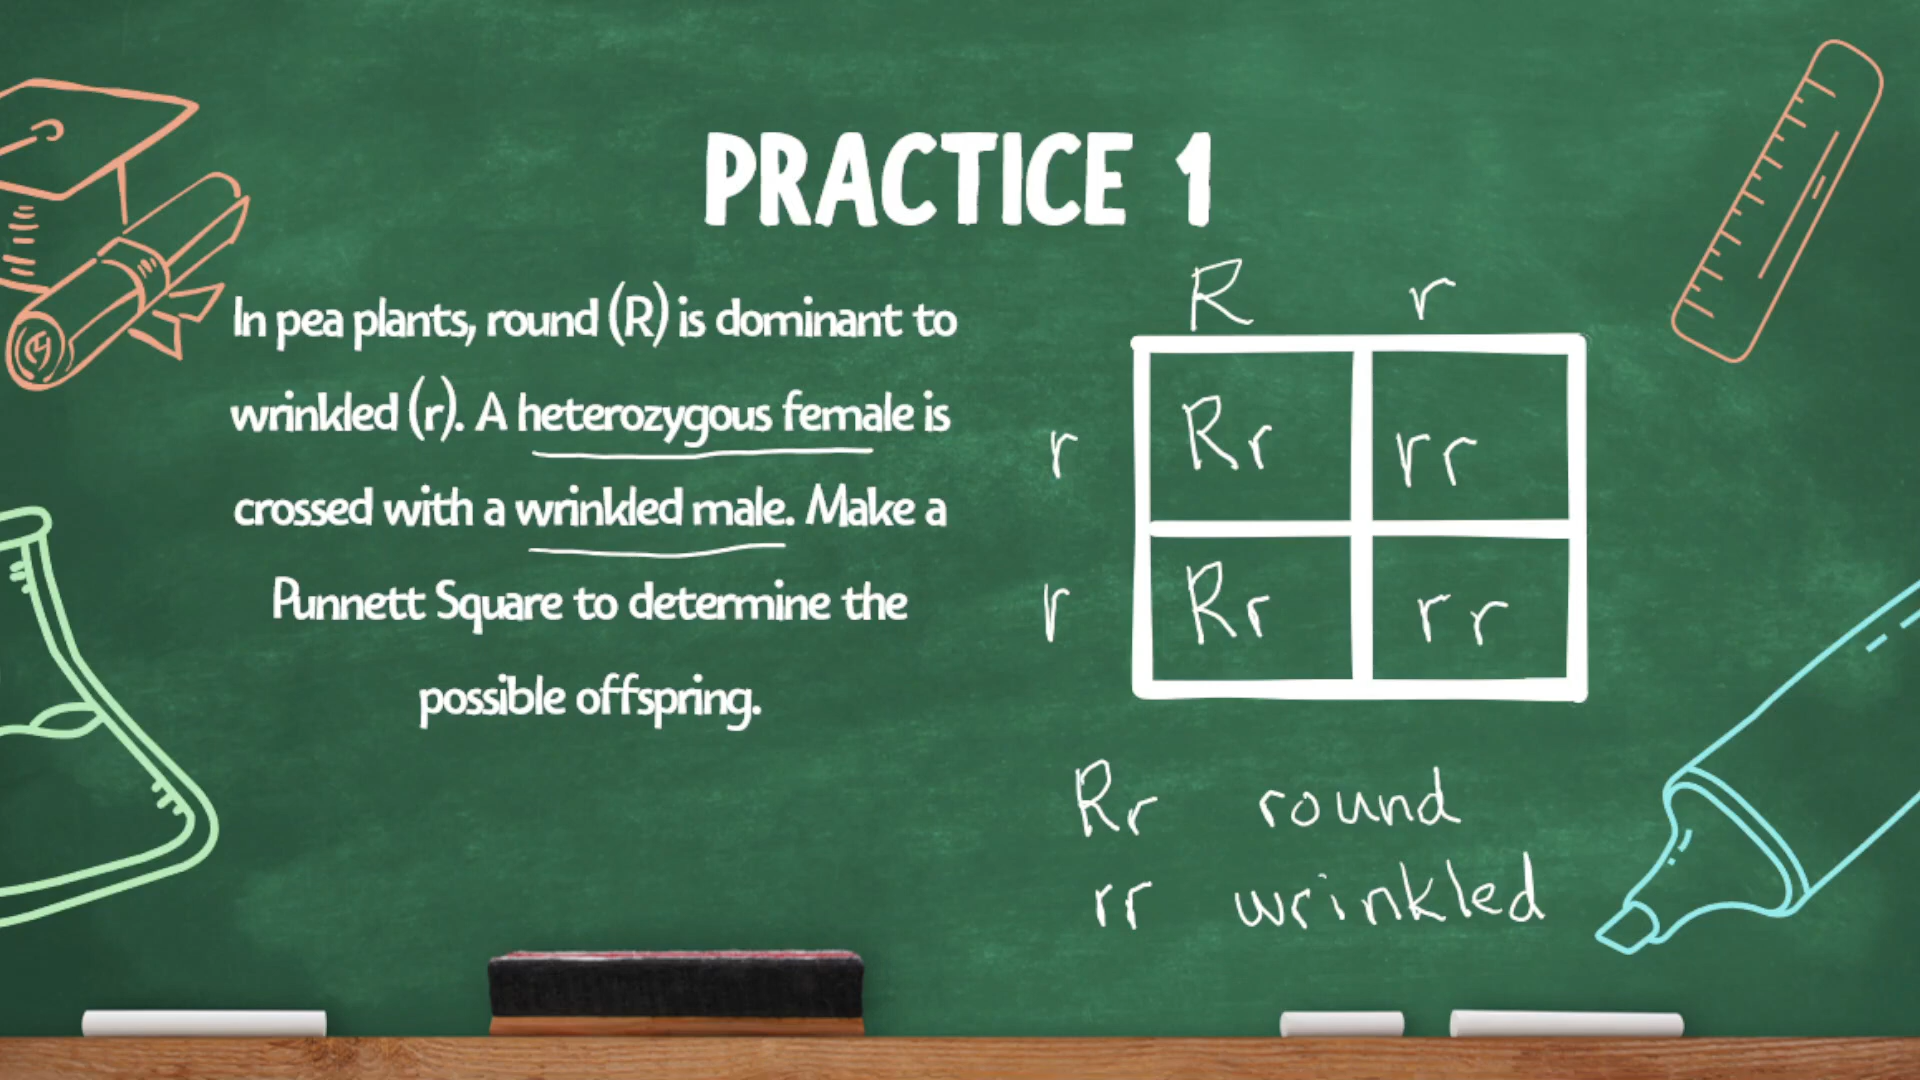 PRACTICE 1
In pea plants, round (R) is dominant to
wrinkled (r). A heterozygous female is
crossed with a wrinkled male. Make a
Punnett Square to determine the
possible offspring.
R r
r Rr rr
r Rr rr
Rr round
rr wrinkled